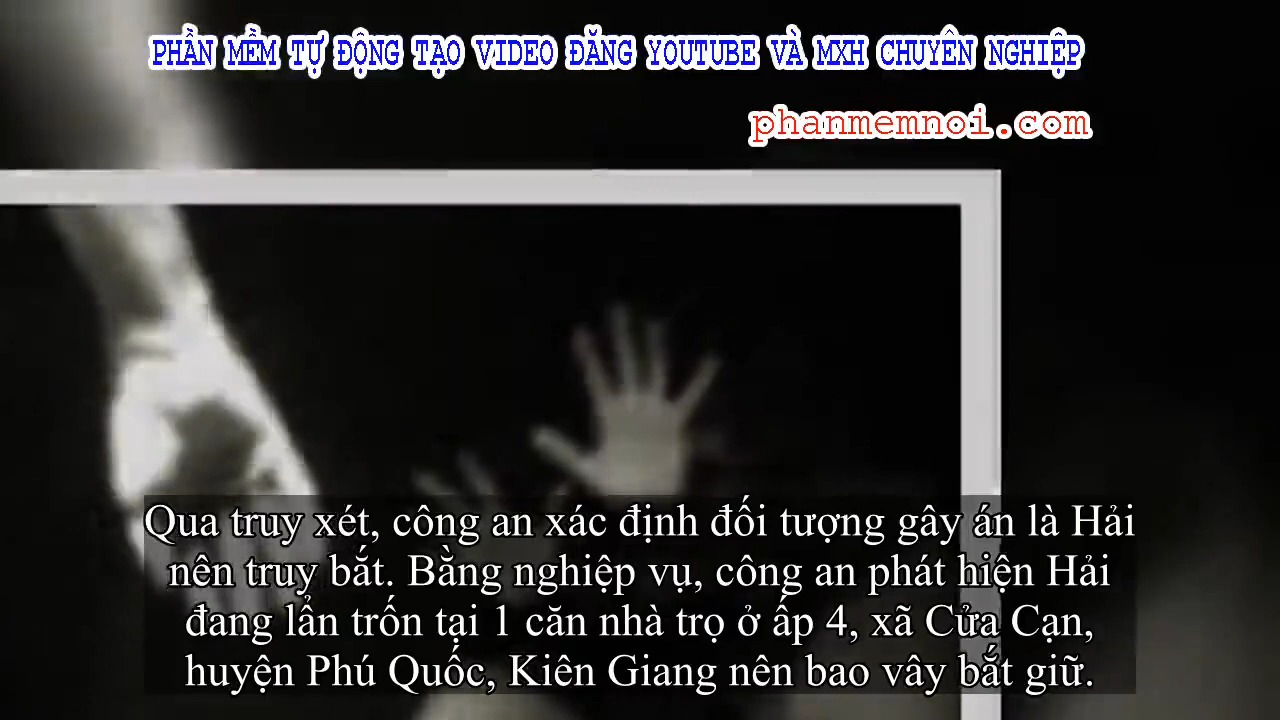 PHẦN MỀM TỰ ĐỘNG TẠO VIDEO ĐĂNG YOUTUBE VÀ MXH CHUYÊN NGHIỆP
phanmemnoi.com
Qua truy xét, công an xác định đối tượng gây án là Hải
nên truy bắt. Bằng nghiệp vụ, công an phát hiện Hải
đang lẩn trốn tại 1 căn nhà trọ ở ấp 4, xã Cửa Cạn,
huyện Phú Quốc, Kiên Giang nên bao vây bắt giữ.